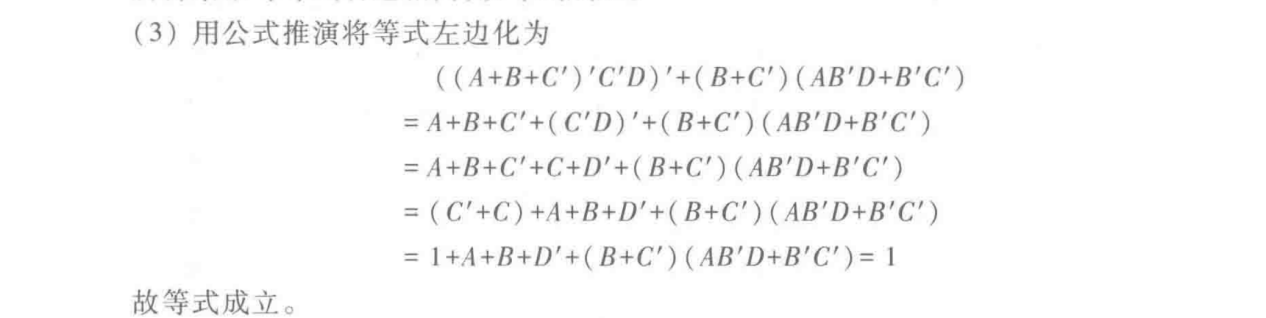 (3) 用公式推演将等式左边化为
((A+B+C′)′C′D)′+(B+C′)(AB′D+B′C′)
= A+B+C′+(C′D)′+(B+C′)(AB′D+B′C′)
= A+B+C′+C+D′+(B+C′)(AB′D+B′C′)
= (C′+C)+A+B+D′+(B+C′)(AB′D+B′C′)
= 1+A+B+D′+(B+C′)(AB′D+B′C′)= 1
故等式成立。